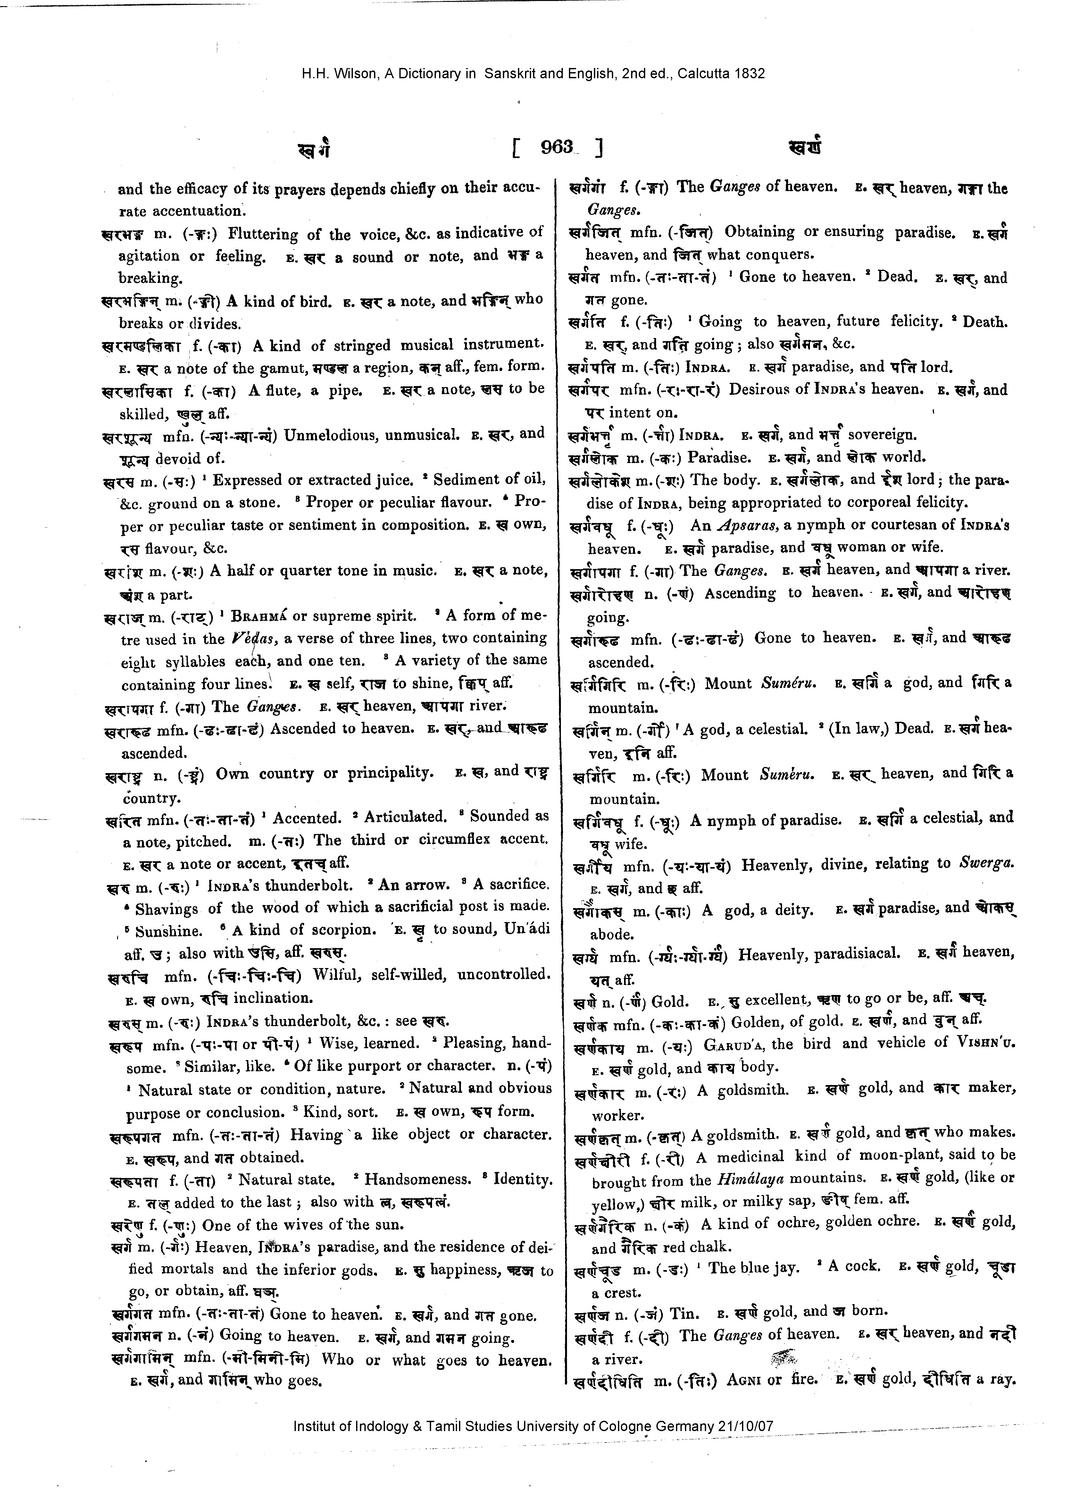 H.H. Wilson, A Dictionary in Sanskrit and English, 2nd ed., Calcutta 1832
स्वर्ग [ 963 ] स्वर्ण
and the efficacy of its prayers depends chiefly on their accu-
rate accentuation.
स्वरभङ्ग m. (-ङ्गः) Fluttering of the voice, &c. as indicative of
agitation or feeling. E. स्वर a sound or note, and भङ्ग a
breaking.
स्वरभङ्गिन् m. (-ङ्गी) A kind of bird. E. स्वर a note, and भङ्गिन् who
breaks or divides.
स्वरमण्डलिका f. (-का) A kind of stringed musical instrument.
E. स्वर a note of the gamut, मण्डल a region, कन् aff., fem. form.
स्वरलासिका f. (-का) A flute, a pipe. E. स्वर a note, लस to be
skilled, ण्वुल् aff.
स्वरशून्य mfn. (-न्यः-न्या-न्यं) Unmelodious, unmusical. E. स्वर, and
शून्य devoid of.
स्वरस m. (-सः) ¹ Expressed or extracted juice. ² Sediment of oil,
&c. ground on a stone. ³ Proper or peculiar flavour. ⁴ Pro-
per or peculiar taste or sentiment in composition. E. स्व own,
रस flavour, &c.
स्वरांश m. (-शः) A half or quarter tone in music. E. स्वर a note,
अंश a part.
स्वराज् m. (-राट्) ¹ BRAHMÁ or supreme spirit. ² A form of me-
tre used in the Védas, a verse of three lines, two containing
eight syllables each, and one ten. ³ A variety of the same
containing four lines. E. स्व self, राज to shine, क्विप् aff.
स्वरापगा f. (-गा) The Ganges. E. स्वर् heaven, आपगा river.
स्वरारूढ mfn. (-ढः-ढा-ढं) Ascended to heaven. E. स्वर्, and आरूढ
ascended.
स्वराष्ट्र n. (-ष्ट्रं) Own country or principality. E. स्व, and राष्ट्र
country.
स्वरित mfn. (-तः-ता-तं) ¹ Accented. ² Articulated. ³ Sounded as
a note, pitched. m. (-तः) The third or circumflex accent.
E. स्वर a note or accent, इतच् aff.
स्वरु m. (-रुः) ¹ INDRA's thunderbolt. ² An arrow. ³ A sacrifice.
⁴ Shavings of the wood of which a sacrificial post is made.
⁵ Sunshine. ⁶ A kind of scorpion. E. स्वृ to sound, Un'ádi
aff. उ; also with उसि, aff. स्वरुस्.
स्वरुचि mfn. (-चिः-चिः-चि) Wilful, self-willed, uncontrolled.
E. स्व own, रुचि inclination.
स्वरुस् m. (-रुः) INDRA's thunderbolt, &c. : see स्वरु.
स्वरूप mfn. (-पः-पा or पी-पं) ¹ Wise, learned. ² Pleasing, hand-
some. ³ Similar, like. ⁴ Of like purport or character. n. (-पं)
¹ Natural state or condition, nature. ² Natural and obvious
purpose or conclusion. ³ Kind, sort. E. स्व own, रूप form.
स्वरूपगत mfn. (-तः-ता-तं) Having a like object or character.
E. स्वरूप, and गत obtained.
स्वरूपता f. (-ता) ² Natural state. ² Handsomeness. ³ Identity.
E. तल् added to the last ; also with त्व, स्वरूपत्वं.
स्वरेणु f. (-णुः) One of the wives of the sun.
स्वर्ग m. (-र्गः) Heaven, INDRA's paradise, and the residence of dei-
fied mortals and the inferior gods. E. सु happiness, ऋज to
go, or obtain, aff. घञ्.
स्वर्गगत mfn. (-तः-ता-तं) Gone to heaven. E. स्वर्ग, and गत gone.
स्वर्गगमन n. (-नं) Going to heaven. E. स्वर्ग, and गमन going.
स्वर्गगामिन् mfn. (-मी-मिनी-मि) Who or what goes to heaven.
E. स्वर्ग, and गामिन् who goes.
स्वर्गगंगा f. (-ङ्गा) The Ganges of heaven. E. स्वर् heaven, गङ्गा the
Ganges.
स्वर्गजित् mfn. (-जित्) Obtaining or ensuring paradise. E. स्वर्ग
heaven, and जित् what conquers.
स्वर्गत mfn. (-तः-ता-तं) ¹ Gone to heaven. ² Dead. E. स्वर्, and
गत gone.
स्वर्गति f. (-तिः) ¹ Going to heaven, future felicity. ² Death.
E. स्वर्, and गति going ; also स्वर्गमन, &c.
स्वर्गपति m. (-तिः) INDRA. E. स्वर्ग paradise, and पति lord.
स्वर्गपर mfn. (-रः-रा-रं) Desirous of INDRA's heaven. E. स्वर्ग, and
पर intent on.
स्वर्गभर्त्तृ m. (-र्त्ता) INDRA. E. स्वर्ग, and भर्त्तृ sovereign.
स्वर्गलोक m. (-कः) Paradise. E. स्वर्ग, and लोक world.
स्वर्गलोकेश m. (-शः) The body. E. स्वर्गलोक, and ईश lord ; the para-
dise of INDRA, being appropriated to corporeal felicity.
स्वर्गवधू f. (-धूः) An Apsaras, a nymph or courtesan of INDRA's
heaven. E. स्वर्ग paradise, and वधू woman or wife.
स्वर्गापगा f. (-गा) The Ganges. E. स्वर्ग heaven, and आपगा a river.
स्वर्गारोहण n. (-णं) Ascending to heaven. E. स्वर्ग, and आरोहण
going.
स्वर्गारूढ mfn. (-ढः-ढा-ढं) Gone to heaven. E. स्वर्ग, and आरूढ
ascended.
स्वर्गिगिरि m. (-रिः) Mount Suméru. E. स्वर्गि a god, and गिरि a
mountain.
स्वर्गिन् m. (-र्गी) ¹ A god, a celestial. ² (In law,) Dead. E. स्वर्ग hea-
ven, इनि aff.
स्वर्गिरि m. (-रिः) Mount Suméru. E. स्वर् heaven, and गिरि a
mountain.
स्वर्गिवधू f. (-धूः) A nymph of paradise. E. स्वर्गि a celestial, and
वधू wife.
स्वर्गीय mfn. (-यः-या-यं) Heavenly, divine, relating to Swerga.
E. स्वर्ग, and छ aff.
स्वर्गौकस् m. (-काः) A god, a deity. E. स्वर्ग paradise, and ओकस्
abode.
स्वर्ग्य mfn. (-र्ग्यः-र्ग्या-र्ग्यं) Heavenly, paradisiacal. E. स्वर्ग heaven,
यत् aff.
स्वर्ण n. (-र्णं) Gold. E. सु excellent, ऋण to go or be, aff. अच्.
स्वर्णक mfn. (-कः-का-कं) Golden, of gold. E. स्वर्ण, and वुन् aff.
स्वर्णकाय m. (-यः) GARUD'A, the bird and vehicle of VISHN'U.
E. स्वर्ण gold, and काय body.
स्वर्णकार m. (-रः) A goldsmith. E. स्वर्ण gold, and कार maker,
worker.
स्वर्णकृत् m. (-कृत्) A goldsmith. E. स्वर्ण gold, and कृत् who makes.
स्वर्णक्षीरी f. (-री) A medicinal kind of moon-plant, said to be
brought from the Himálaya mountains. E. स्वर्ण gold, (like or
yellow,) क्षीर milk, or milky sap, ङीष् fem. aff.
स्वर्णगैरिक n. (-कं) A kind of ochre, golden ochre. E. स्वर्ण gold,
and गैरिक red chalk.
स्वर्णचूड m. (-डः) ¹ The blue jay. ² A cock. E. स्वर्ण gold, चूडा
a crest.
स्वर्णज n. (-जं) Tin. E. स्वर्ण gold, and ज born.
स्वर्णदी f. (-दी) The Ganges of heaven. E. स्वर् heaven, and नदी
a river.
स्वर्णदीधिति m. (-तिः) AGNI or fire. E. स्वर्ण gold, दीधिति a ray.
Institut of Indology & Tamil Studies University of Cologne Germany 21/10/07